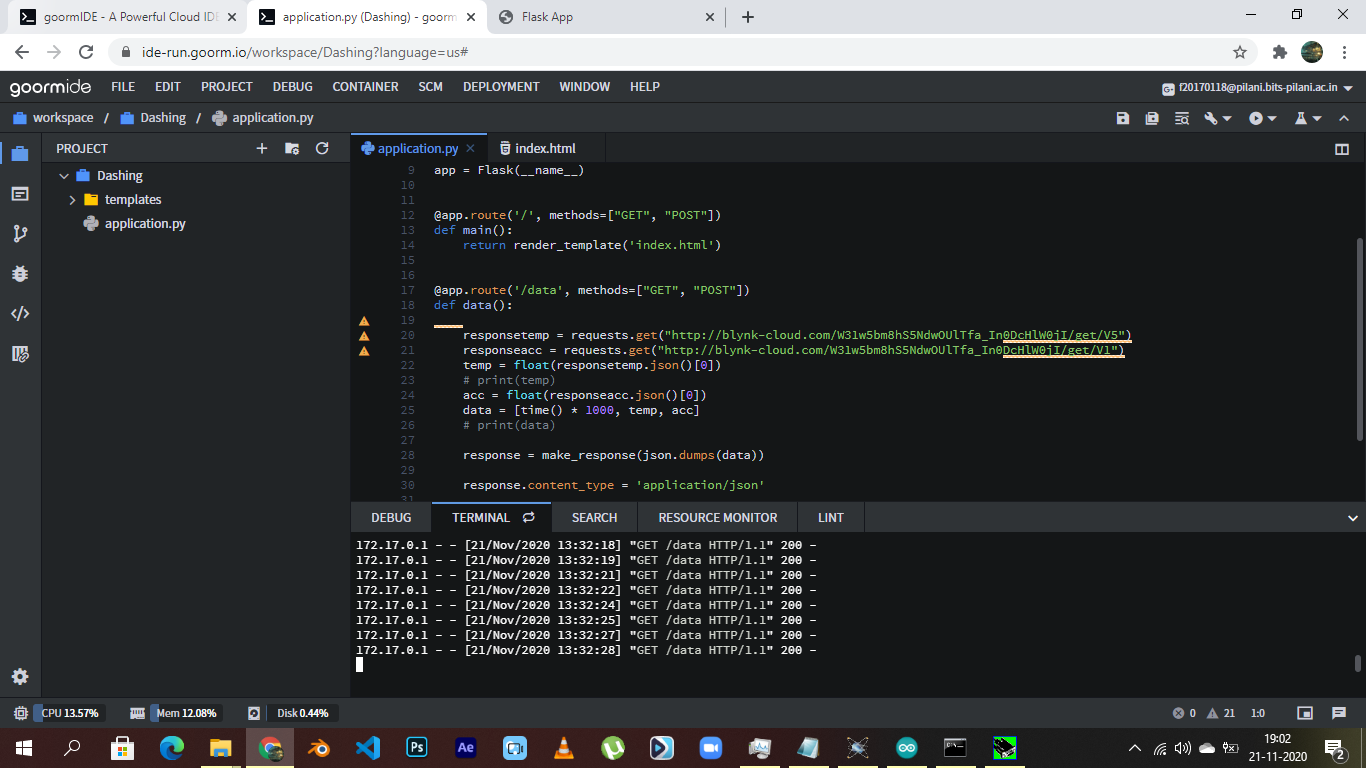 goormIDE - A Powerful Cloud IDE
application.py (Dashing) - goorm
Flask App
ide-run.goorm.io/workspace/Dashing?language=us#
goormide FILE EDIT PROJECT DEBUG CONTAINER SCM DEPLOYMENT WINDOW HELP
G+ f20170118@pilani.bits-pilani.ac.in
workspace / Dashing / application.py
PROJECT
Dashing
templates
application.py
application.py
index.html
9 app = Flask(__name__)
10
11
12 @app.route('/', methods=["GET", "POST"])
13 def main():
14 return render_template('index.html')
15
16
17 @app.route('/data', methods=["GET", "POST"])
18 def data():
19
20 responsetemp = requests.get("http://blynk-cloud.com/W31w5bm8hS5NdwOUlTfa_In0DcHlW0jI/get/V5")
21 responseacc = requests.get("http://blynk-cloud.com/W31w5bm8hS5NdwOUlTfa_In0DcHlW0jI/get/V1")
22 temp = float(responsetemp.json()[0])
23 # print(temp)
24 acc = float(responseacc.json()[0])
25 data = [time() * 1000, temp, acc]
26 # print(data)
27
28 response = make_response(json.dumps(data))
29
30 response.content_type = 'application/json'
31
DEBUG TERMINAL SEARCH RESOURCE MONITOR LINT
172.17.0.1 - - [21/Nov/2020 13:32:18] "GET /data HTTP/1.1" 200 -
172.17.0.1 - - [21/Nov/2020 13:32:19] "GET /data HTTP/1.1" 200 -
172.17.0.1 - - [21/Nov/2020 13:32:21] "GET /data HTTP/1.1" 200 -
172.17.0.1 - - [21/Nov/2020 13:32:22] "GET /data HTTP/1.1" 200 -
172.17.0.1 - - [21/Nov/2020 13:32:24] "GET /data HTTP/1.1" 200 -
172.17.0.1 - - [21/Nov/2020 13:32:25] "GET /data HTTP/1.1" 200 -
172.17.0.1 - - [21/Nov/2020 13:32:27] "GET /data HTTP/1.1" 200 -
172.17.0.1 - - [21/Nov/2020 13:32:28] "GET /data HTTP/1.1" 200 -
CPU 13.57% Mem 12.08% Disk 0.44% 0 21 1:0
Ps Ae
19:02
21-11-2020
2